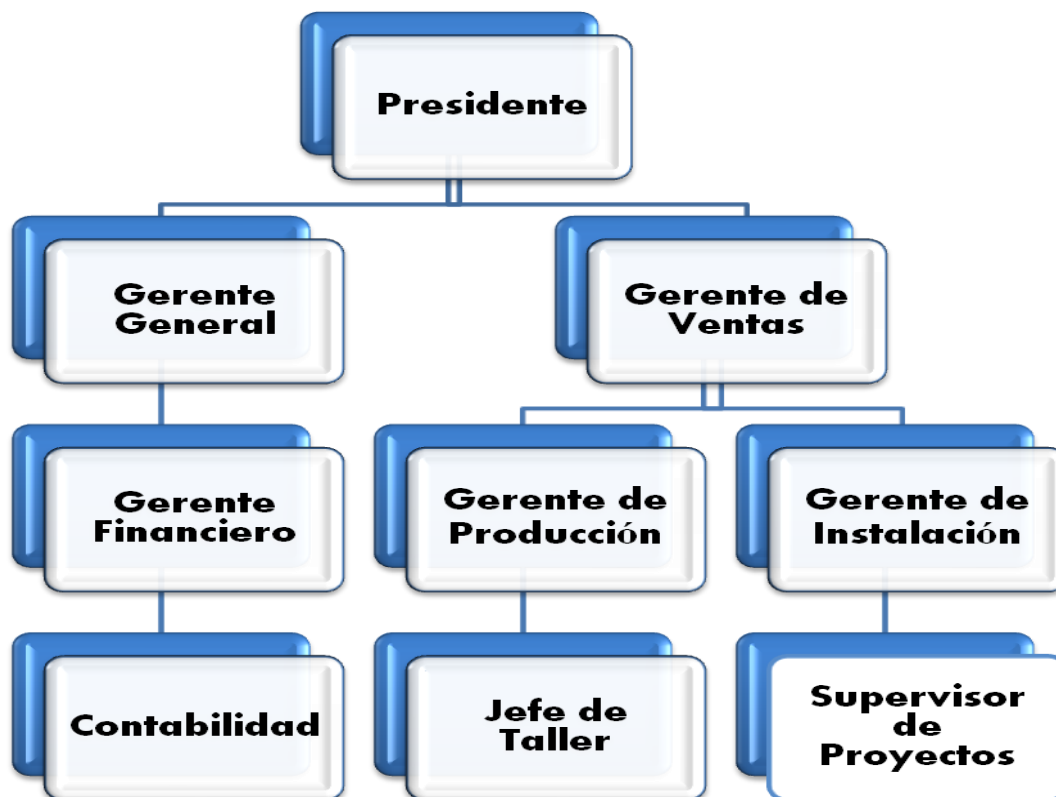 Presidente
Gerente
General
Gerente de
Ventas
Gerente
Financiero
Gerente de
Producción
Gerente de
Instalación
Contabilidad
Jefe de
Taller
Supervisor
de
Proyectos